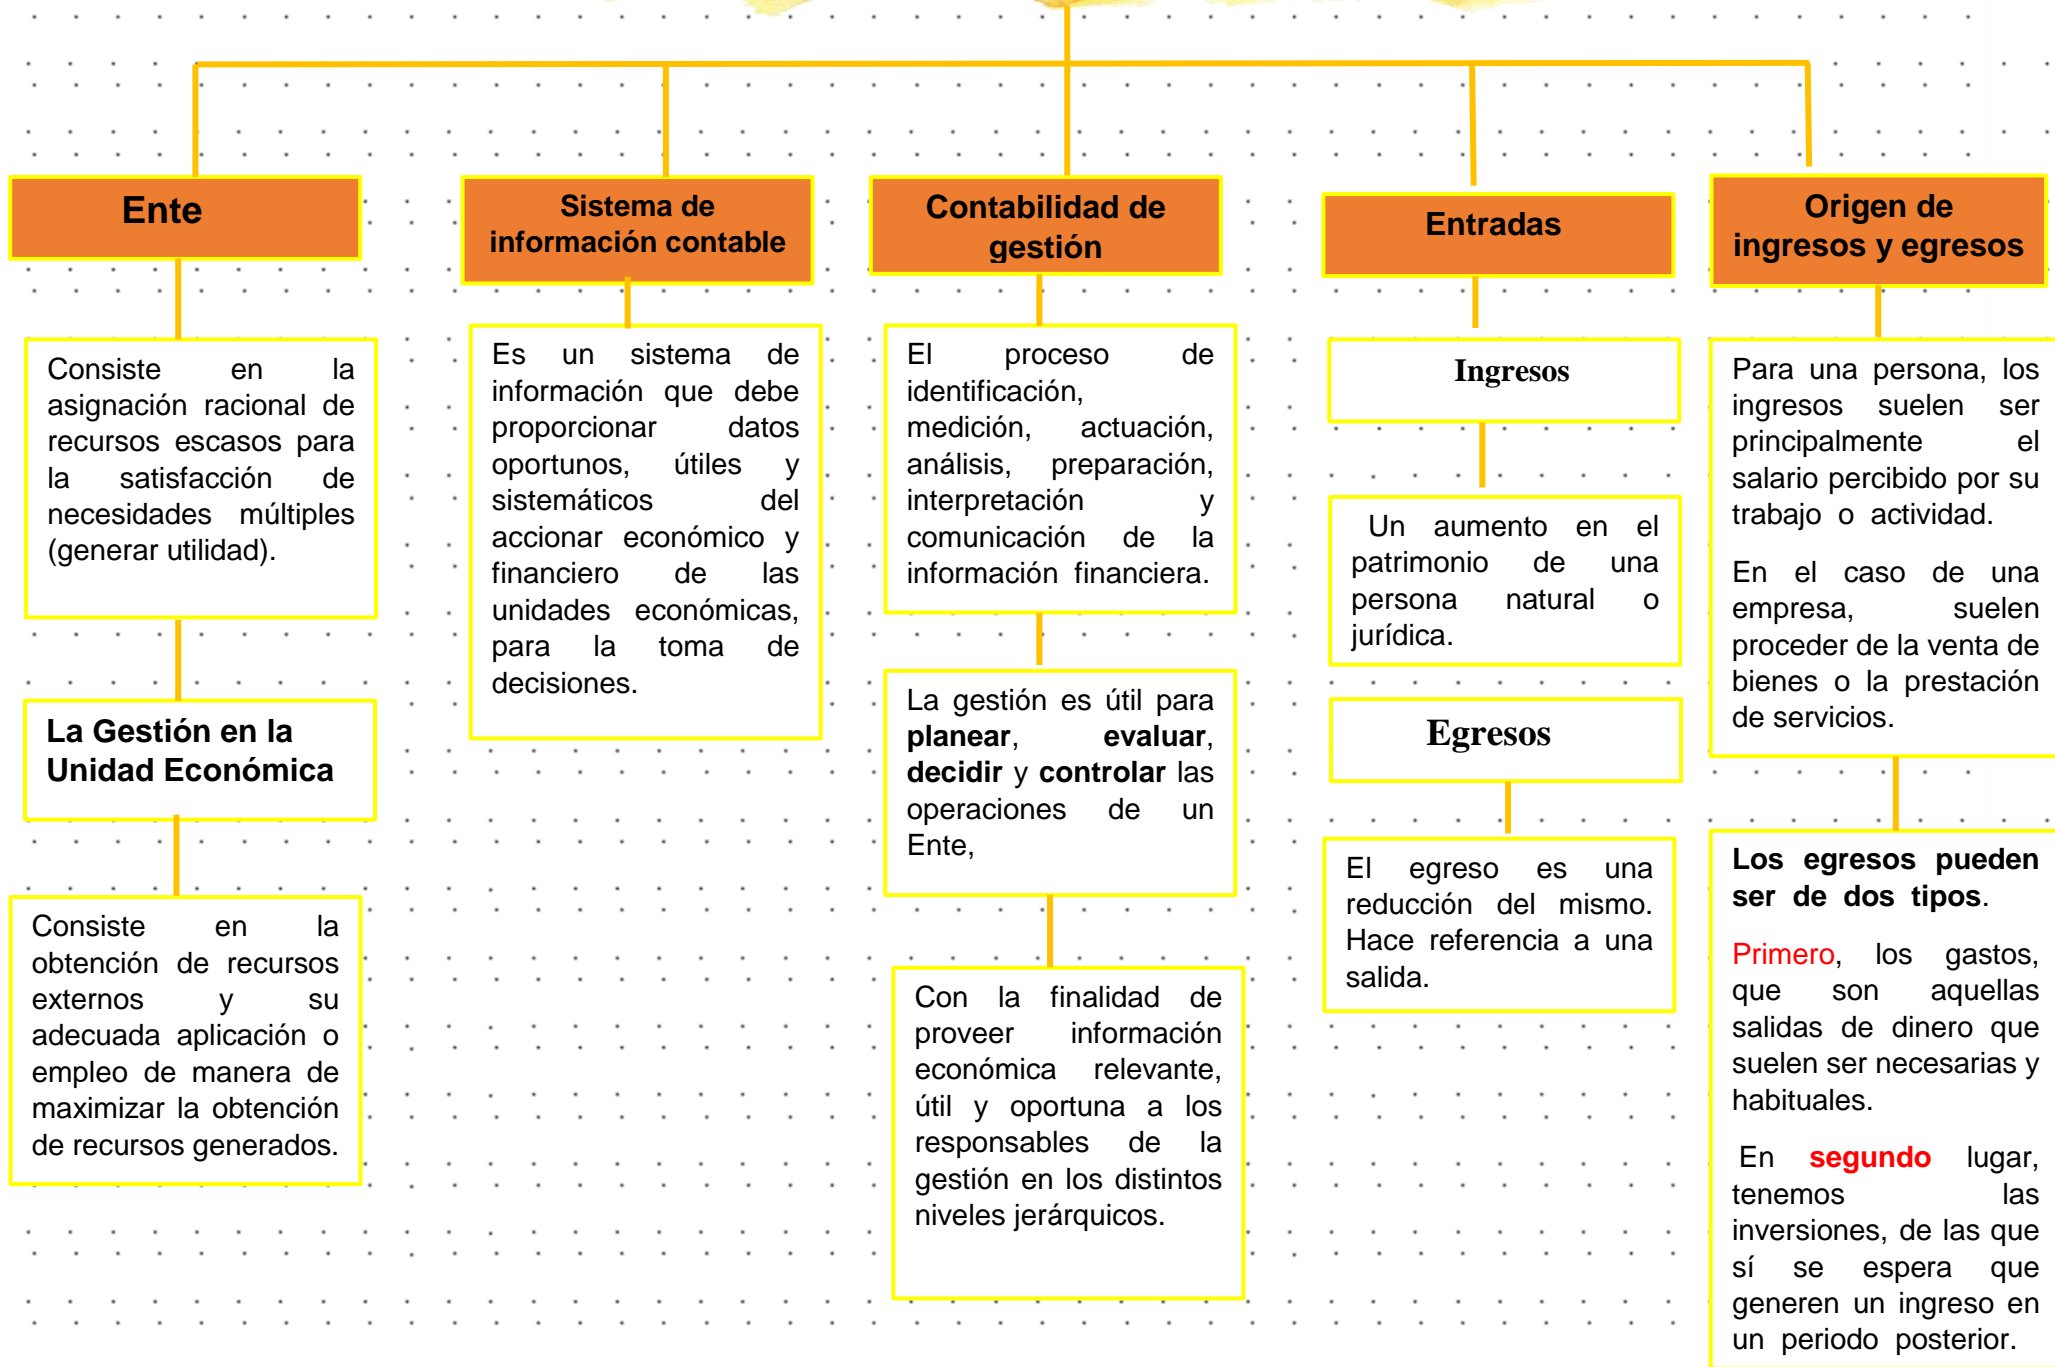 Ente
Consiste en la
asignación racional de
recursos escasos para
la satisfacción de
necesidades múltiples
(generar utilidad).
La Gestión en la
Unidad Económica
Consiste en la
obtención de recursos
externos y su
adecuada aplicación o
empleo de manera de
maximizar la obtención
de recursos generados.
Sistema de
información contable
Es un sistema de
información que debe
proporcionar datos
oportunos, útiles y
sistemáticos del
accionar económico y
financiero de las
unidades económicas,
para la toma de
decisiones.
Contabilidad de
gestión
El proceso de
identificación,
medición, actuación,
análisis, preparación,
interpretación y
comunicación de la
información financiera.
La gestión es útil para
planear, evaluar,
decidir y controlar las
operaciones de un
Ente,
Con la finalidad de
proveer información
económica relevante,
útil y oportuna a los
responsables de la
gestión en los distintos
niveles jerárquicos.
Entradas
Ingresos
Un aumento en el
patrimonio de una
persona natural o
jurídica.
Egresos
El egreso es una
reducción del mismo.
Hace referencia a una
salida.
Origen de
ingresos y egresos
Para una persona, los
ingresos suelen ser
principalmente el
salario percibido por su
trabajo o actividad.
En el caso de una
empresa, suelen
proceder de la venta de
bienes o la prestación
de servicios.
Los egresos pueden
ser de dos tipos.
Primero, los gastos,
que son aquellas
salidas de dinero que
suelen ser necesarias y
habituales.
En segundo lugar,
tenemos las
inversiones, de las que
sí se espera que
generen un ingreso en
un periodo posterior.